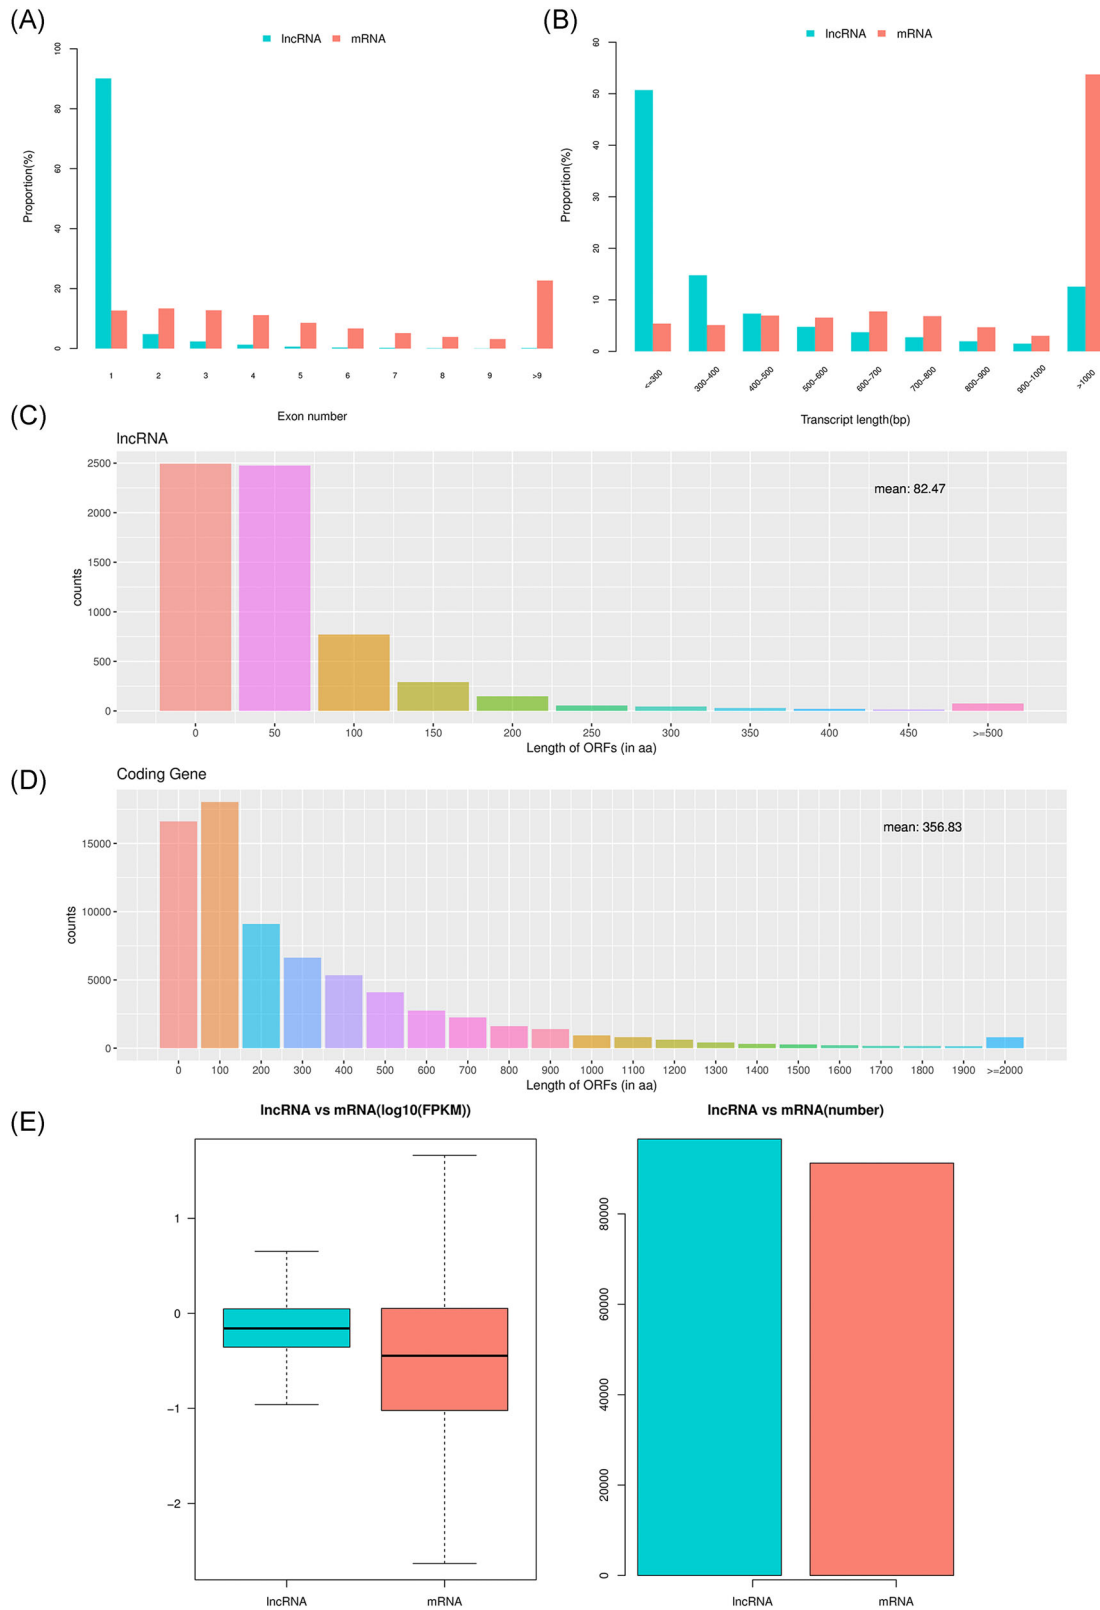 (A)
lncRNA mRNA
Proportion(%)
0 20 40 60 80 100
1 2 3 4 5 6 7 8 9 >9
Exon number
(B)
lncRNA mRNA
Proportion(%)
0 10 20 30 40 50 60
<=300 300–400 400–500 500–600 600–700 700–800 800–900 900–1000 >1000
Transcript length(bp)
(C)
lncRNA
mean: 82.47
counts
2500
2000
1500
1000
500
0
0 50 100 150 200 250 300 350 400 450 >=500
Length of ORFs (in aa)
(D)
Coding Gene
mean: 356.83
counts
15000
10000
5000
0
0 100 200 300 400 500 600 700 800 900 1000 1100 1200 1300 1400 1500 1600 1700 1800 1900 >=2000
Length of ORFs (in aa)
(E)
lncRNA vs mRNA(log10(FPKM))
1
0
−1
−2
lncRNA mRNA
lncRNA vs mRNA(number)
0 20000 40000 60000 80000
lncRNA mRNA